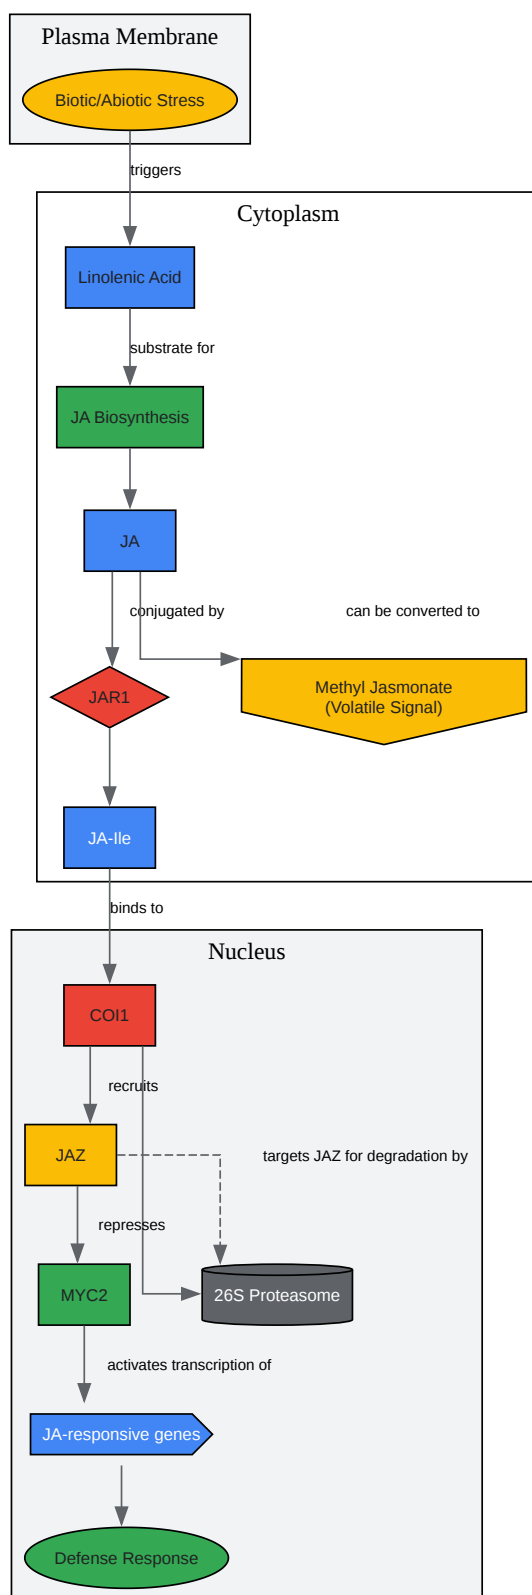 Plasma Membrane
Biotic/Abiotic Stress
triggers
Cytoplasm
Linolenic Acid
substrate for
JA Biosynthesis
JA
conjugated by
can be converted to
JAR1
Methyl Jasmonate
(Volatile Signal)
JA-Ile
binds to
Nucleus
COI1
recruits
JAZ
targets JAZ for degradation by
represses
MYC2
26S Proteasome
activates transcription of
JA-responsive genes
Defense Response